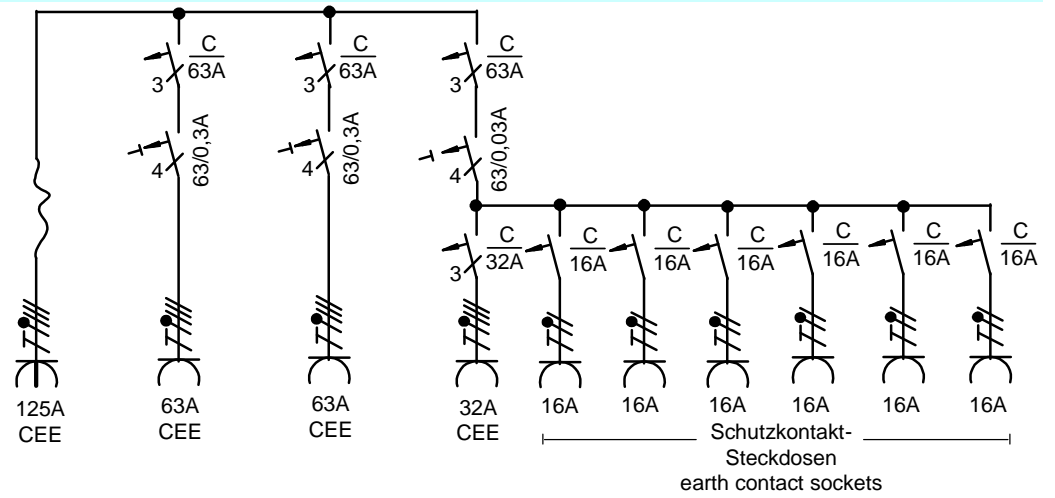 C
63A
3
C
63A
3
C
63A
3
4
63/0,3A
4
63/0,3A
4
63/0,03A
C
32A
3
C
16A
C
16A
C
16A
C
16A
C
16A
C
16A
125A
CEE
63A
CEE
63A
CEE
32A
CEE
16A
16A
16A
16A
16A
16A
Schutzkontakt-
Steckdosen
earth contact sockets